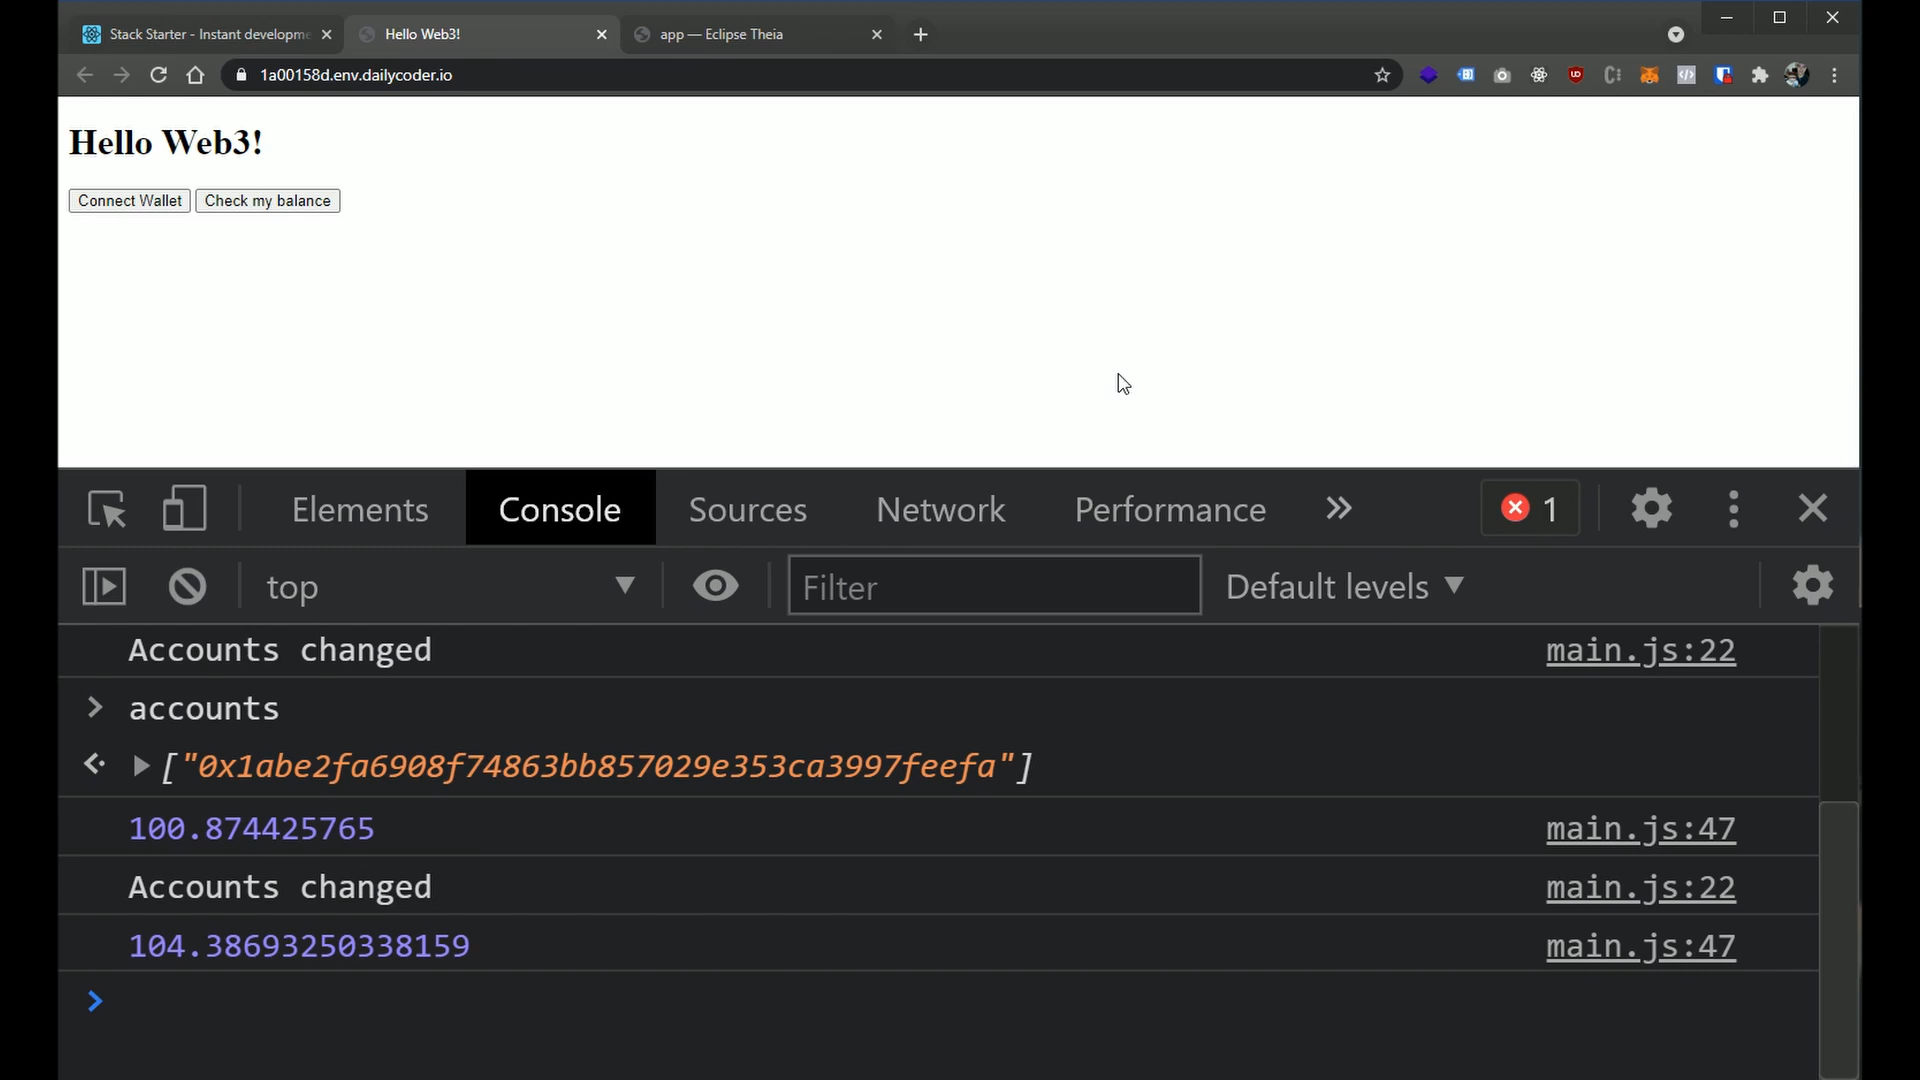 Stack Starter - Instant developme
Hello Web3!
app — Eclipse Theia
1a00158d.env.dailycoder.io
Hello Web3!
Connect Wallet Check my balance
Elements Console Sources Network Performance 1
top Filter Default levels
Accounts changed main.js:22
accounts
["0x1abe2fa6908f74863bb857029e353ca3997feefa"]
100.874425765 main.js:47
Accounts changed main.js:22
104.38693250338159 main.js:47